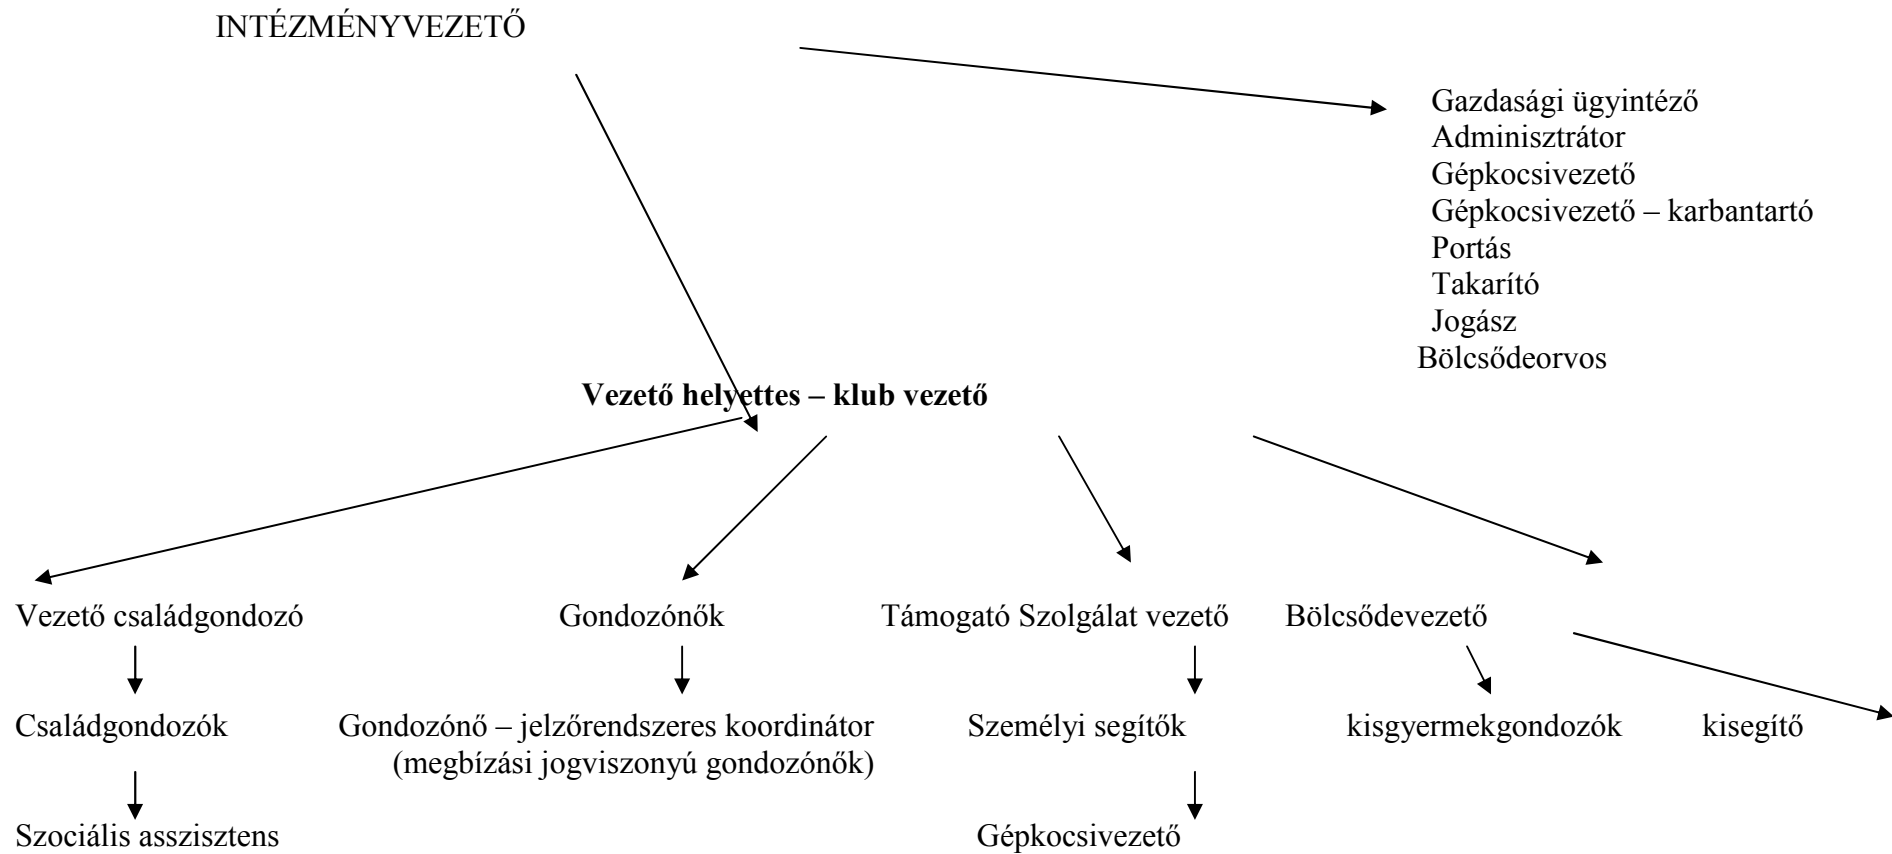 INTÉZMÉNYVEZETŐ
Gazdasági ügyintéző
Adminisztrátor
Gépkocsivezető
Gépkocsivezető – karbantartó
Portás
Takarító
Jogász
Bölcsődeorvos
Vezető helyettes – klub vezető
Vezető családgondozó Gondozónők Támogató Szolgálat vezető Bölcsődevezető
Családgondozók Gondozónő – jelzőrendszeres koordinátor Személyi segítők kisgyermekgondozók kisegítő
(megbízási jogviszonyú gondozónők)
Szociális asszisztens Gépkocsivezető